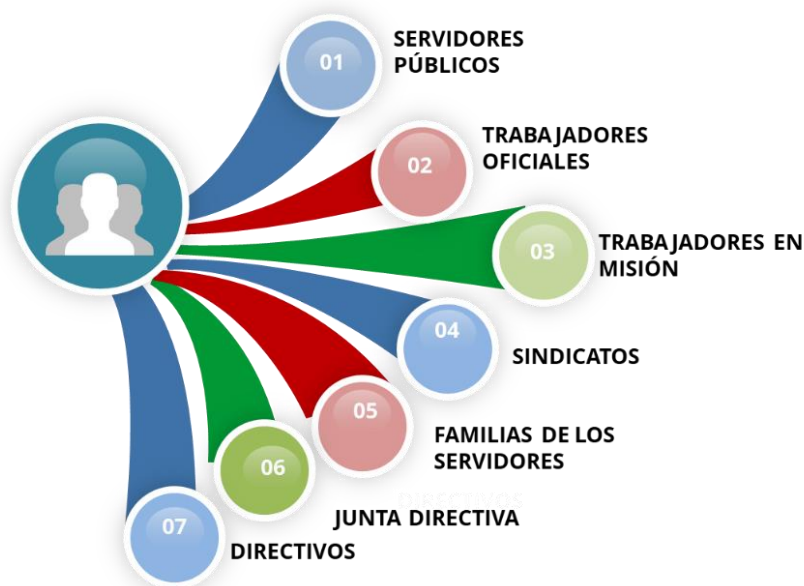 01
SERVIDORES
PÚBLICOS
02
TRABAJADORES
OFICIALES
03
TRABAJADORES EN
MISIÓN
04
SINDICATOS
05
FAMILIAS DE LOS
SERVIDORES
DIRECTIVOS
06
JUNTA DIRECTIVA
07
DIRECTIVOS